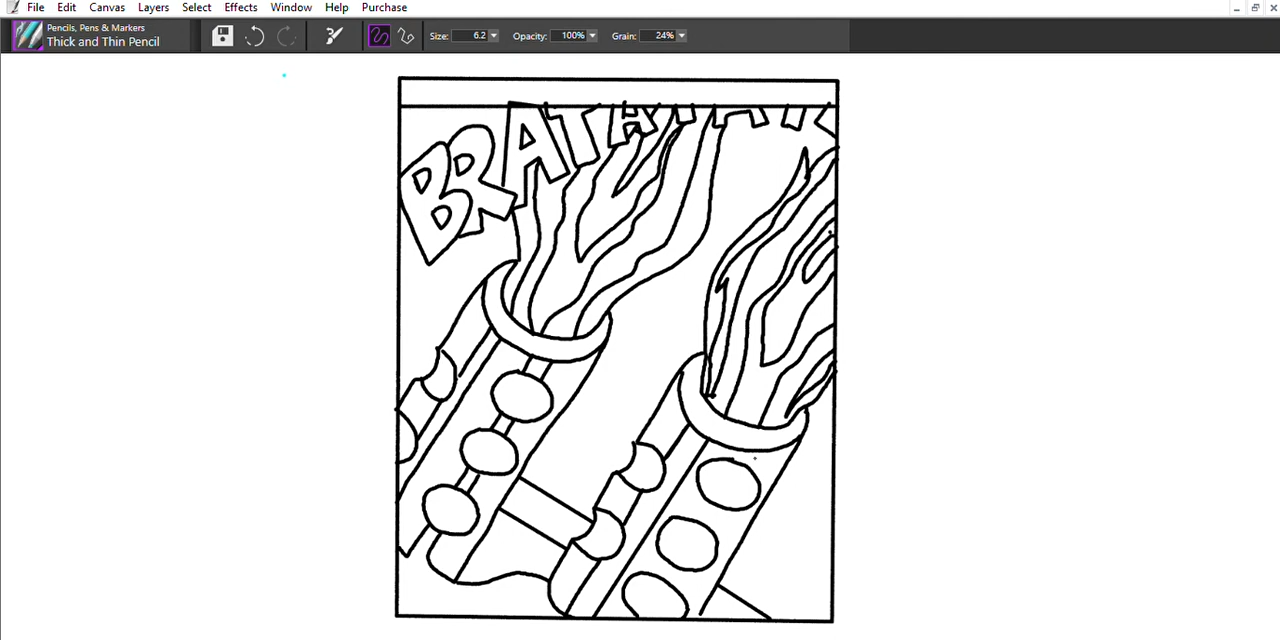 File Edit Canvas Layers Select Effects Window Help Purchase
Pencils, Pens & Markers
Thick and Thin Pencil
Size: 6.2 Opacity: 100% Grain: 24%
BRATATATAT